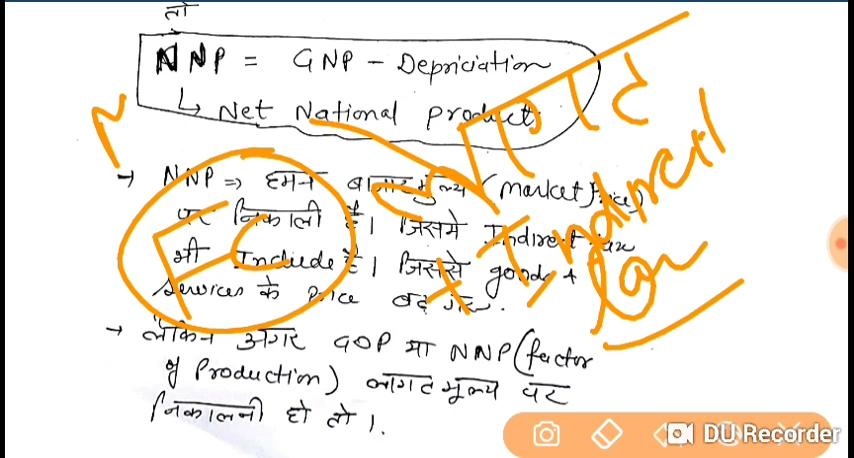 तो
NNP = GNP - Depriciation
↳ Net National Product
→ NNP ⇒ हमने बाजार मूल्य (Market Price)
पर निकाली है। जिसमे Indirect Tax
भी Include है। जिससे goods +
Services के Price बढ़ गए.
→ लेकिन अगर GDP या NNP (factor
of Production) लागत मूल्य पर
निकालनी हो तो।
FC
लागत
+ Indirect
Tax
DU Recorder